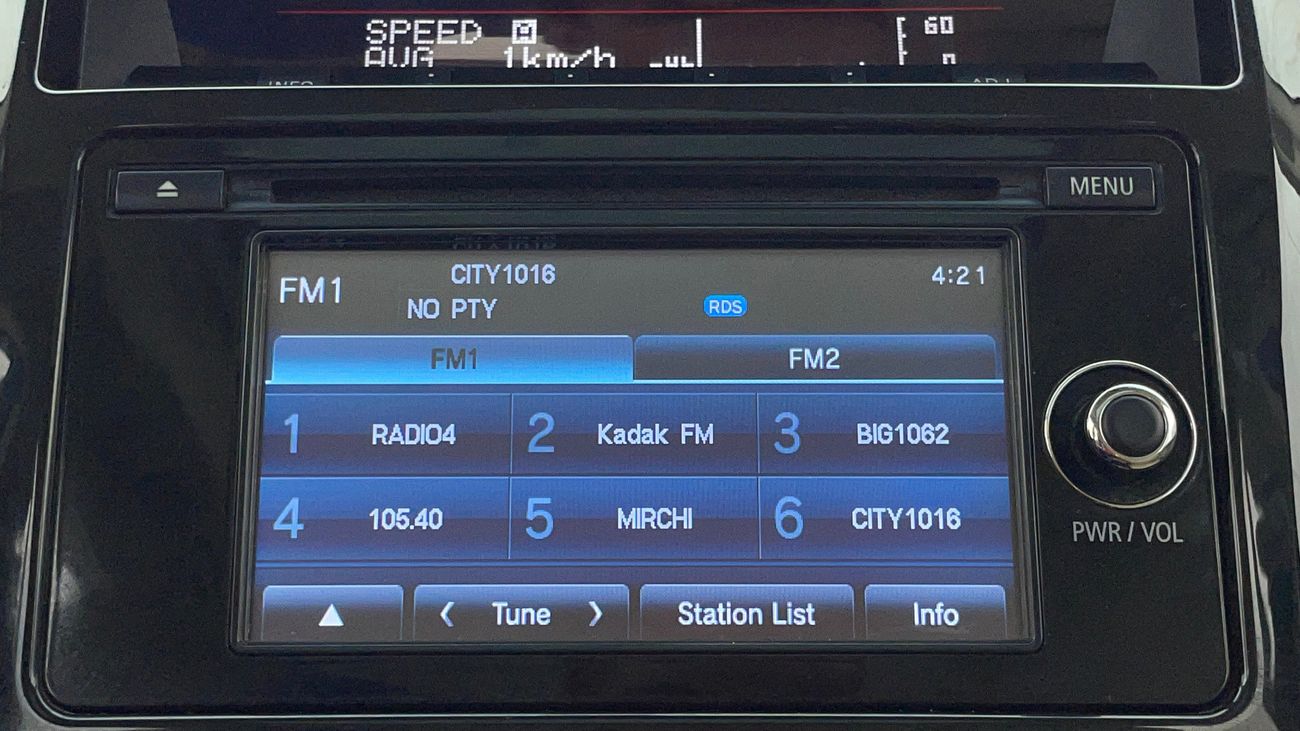 SPEED M 60
AVG 1km/h
MENU
CITY1016 4:21
FM1
NO PTY RDS
FM1 FM2
1 RADIO4 2 Kadak FM 3 BIG1062
4 105.40 5 MIRCHI 6 CITY1016
PWR / VOL
▲ < Tune > Station List Info